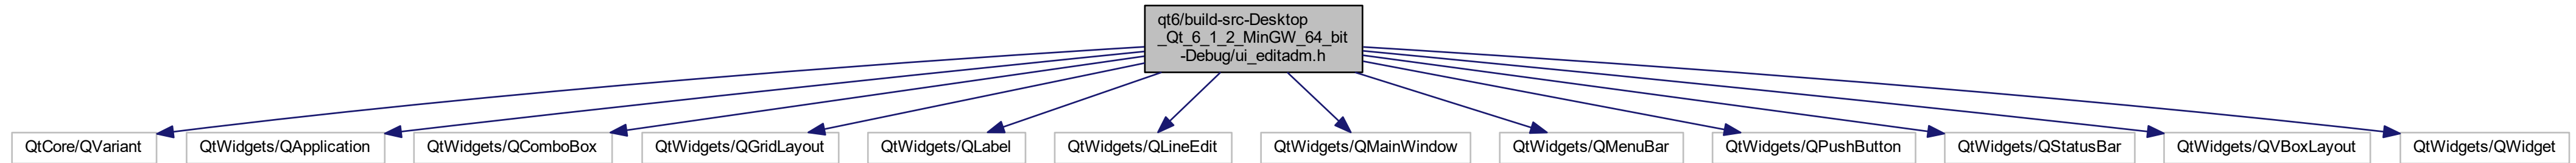 qt6/build-src-Desktop
_Qt_6_1_2_MinGW_64_bit
-Debug/ui_editadm.h
QtCore/QVariant
QtWidgets/QApplication
QtWidgets/QComboBox
QtWidgets/QGridLayout
QtWidgets/QLabel
QtWidgets/QLineEdit
QtWidgets/QMainWindow
QtWidgets/QMenuBar
QtWidgets/QPushButton
QtWidgets/QStatusBar
QtWidgets/QVBoxLayout
QtWidgets/QWidget